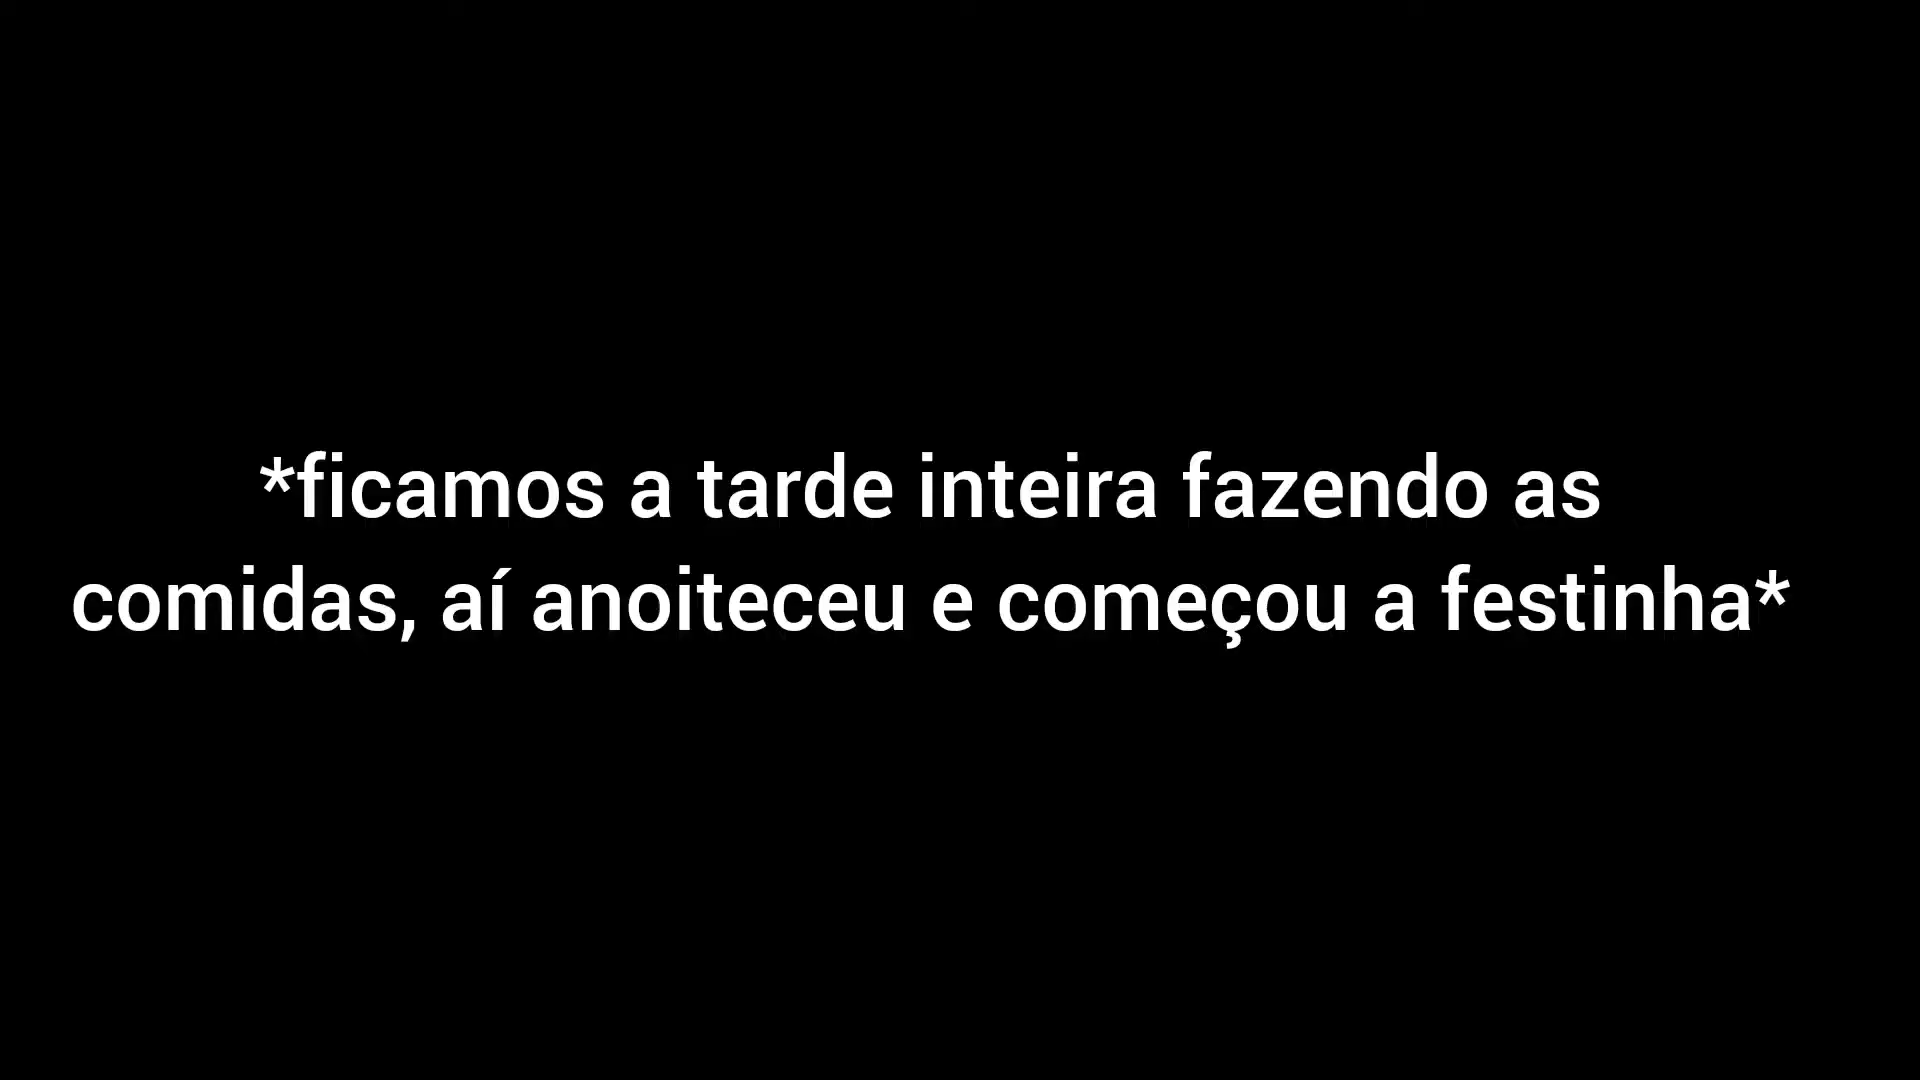 *ficamos a tarde inteira fazendo as
comidas, aí anoiteceu e começou a festinha*